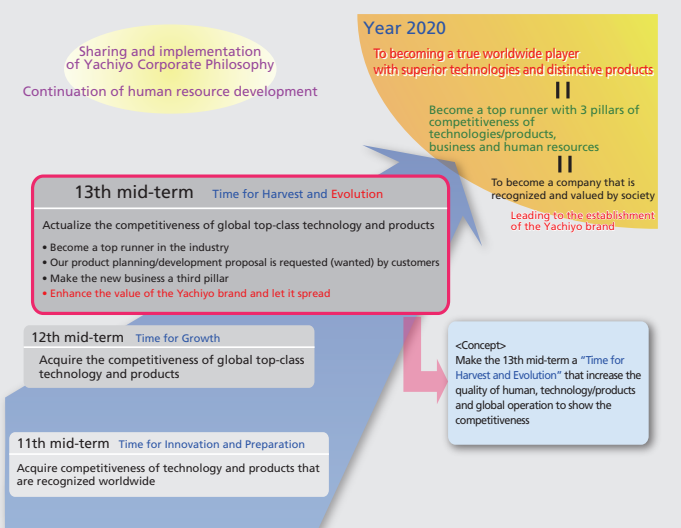 Sharing and implementation
of Yachiyo Corporate Philosophy
Continuation of human resource development
Year 2020
To becoming a true worldwide player
with superior technologies and distinctive products
Become a top runner with 3 pillars of
competitiveness of
technologies/products,
business and human resources
To become a company that is
recognized and valued by society
Leading to the establishment
of the Yachiyo brand
13th mid-term Time for Harvest and Evolution
Actualize the competitiveness of global top-class technology and products
• Become a top runner in the industry
• Our product planning/development proposal is requested (wanted) by customers
• Make the new business a third pillar
• Enhance the value of the Yachiyo brand and let it spread
12th mid-term Time for Growth
Acquire the competitiveness of global top-class
technology and products
<Concept>
Make the 13th mid-term a “Time for
Harvest and Evolution” that increase the
quality of human, technology/products
and global operation to show the
competitiveness
11th mid-term Time for Innovation and Preparation
Acquire competitiveness of technology and products that
are recognized worldwide